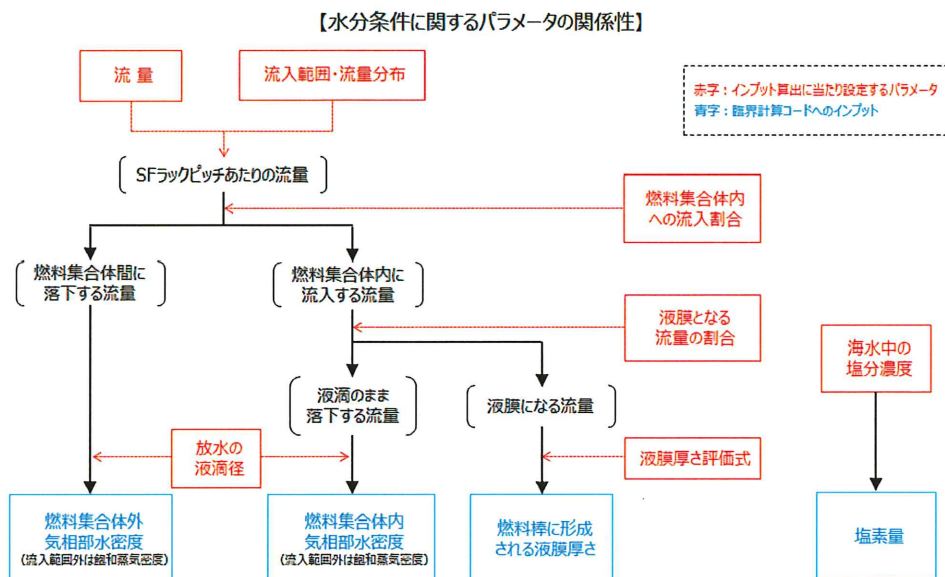 【水分条件に関するパラメータの関係性】
流 量
流入範囲・流量分布
赤字：インプット算出に当たり設定するパラメータ
青字：臨界計算コードへのインプット
SFラックピッチあたりの流量
燃料集合体内
への流入割合
燃料集合体間に
落下する流量
燃料集合体内に
流入する流量
液膜となる
流量の割合
海水中の
塩分濃度
液滴のまま
落下する流量
液膜になる流量
放水の
液滴径
液膜厚さ評価式
燃料集合体外
気相部水密度
(流入範囲外は飽和蒸気密度)
燃料集合体内
気相部水密度
(流入範囲外は飽和蒸気密度)
燃料棒に形成
される液膜厚さ
塩素量